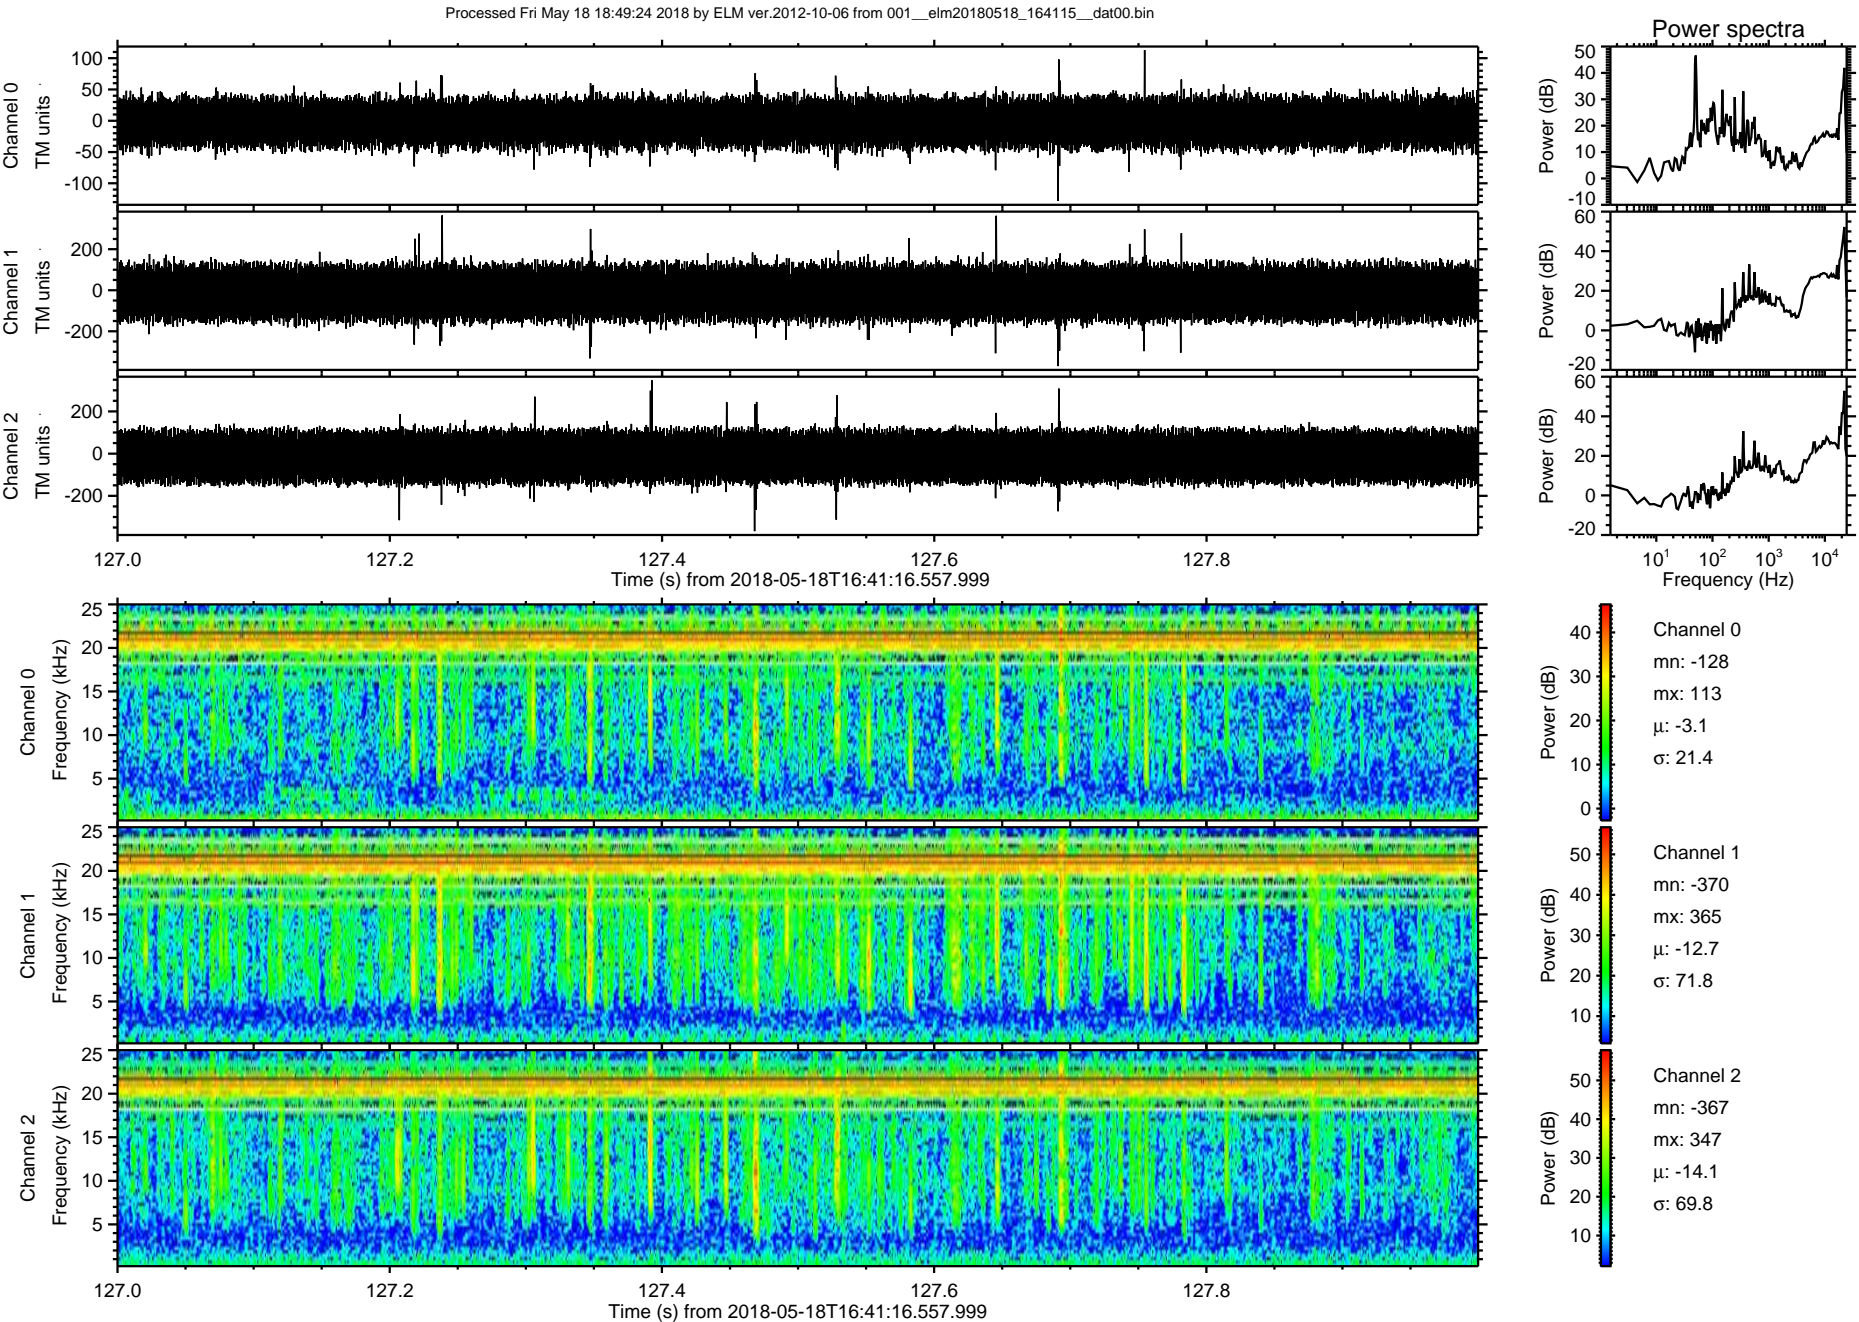 Processed Fri May 18 18:49:24 2018 by ELM ver.2012-10-06 from 001__elm20180518_164115__dat00.bin
Power spectra
Channel 0
TM units
100
50
0
-50
-100
Power (dB)
50
40
30
20
10
0
-10
Channel 1
TM units
200
0
-200
Power (dB)
60
40
20
0
-20
Channel 2
TM units
200
0
-200
Power (dB)
60
40
20
0
-20
127.0 127.2 127.4 127.6 127.8
Time (s) from 2018-05-18T16:41:16.557.999
10¹ 10² 10³ 10⁴
Frequency (Hz)
Channel 0
Frequency (kHz)
25
20
15
10
5
Power (dB)
40
30
20
10
0
Channel 0
mn: -128
mx: 113
μ: -3.1
σ: 21.4
Channel 1
Frequency (kHz)
25
20
15
10
5
Power (dB)
50
40
30
20
10
Channel 1
mn: -370
mx: 365
μ: -12.7
σ: 71.8
Channel 2
Frequency (kHz)
25
20
15
10
5
Power (dB)
50
40
30
20
10
Channel 2
mn: -367
mx: 347
μ: -14.1
σ: 69.8
127.0 127.2 127.4 127.6 127.8
Time (s) from 2018-05-18T16:41:16.557.999